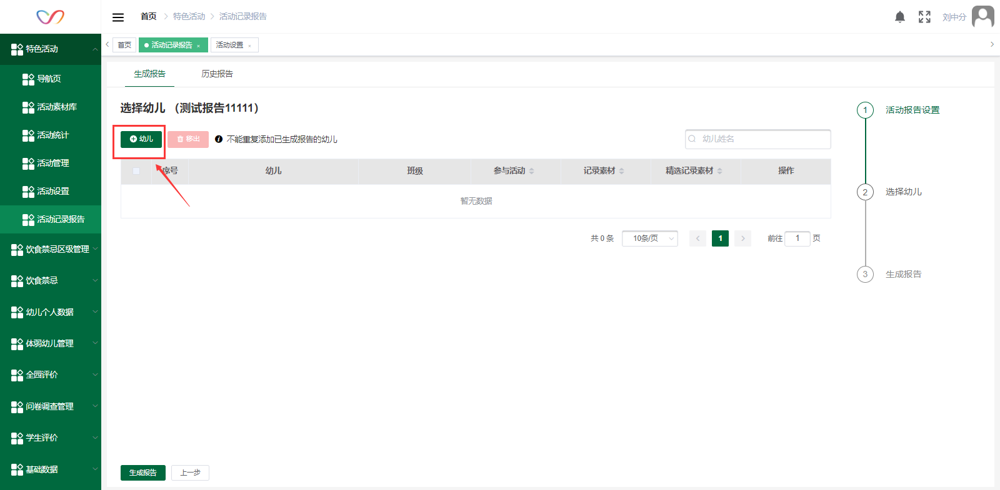 首页 > 特色活动 > 活动记录报告
刘中分
首页
活动记录报告 ×
活动设置 ×
特色活动
导航页
活动素材库
活动统计
活动管理
活动设置
活动记录报告
饮食禁忌区级管理
饮食禁忌
幼儿个人数据
体弱幼儿管理
全园评价
问卷调查管理
学生评价
基础数据
生成报告 历史报告
选择幼儿 （测试报告11111）
幼儿 移出 不能重复添加已生成报告的幼儿
幼儿姓名
序号 幼儿 班级 参与活动 记录素材 精选记录素材 操作
暂无数据
共 0 条 10条/页 1 前往 1 页
1 活动报告设置
2 选择幼儿
3 生成报告
生成报告 上一步